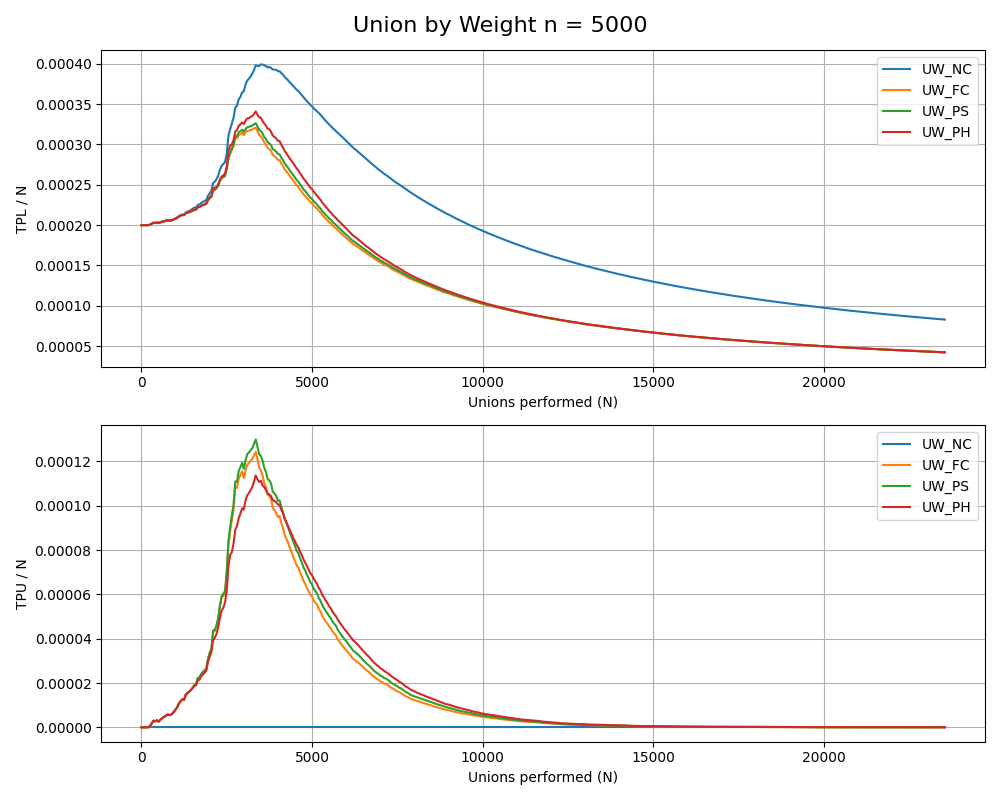 Union by Weight n = 5000
TPL / N
0.00040
0.00035
0.00030
0.00025
0.00020
0.00015
0.00010
0.00005
UW_NC
UW_FC
UW_PS
UW_PH
0 5000 10000 15000 20000
Unions performed (N)
TPU / N
0.00012
0.00010
0.00008
0.00006
0.00004
0.00002
0.00000
UW_NC
UW_FC
UW_PS
UW_PH
0 5000 10000 15000 20000
Unions performed (N)